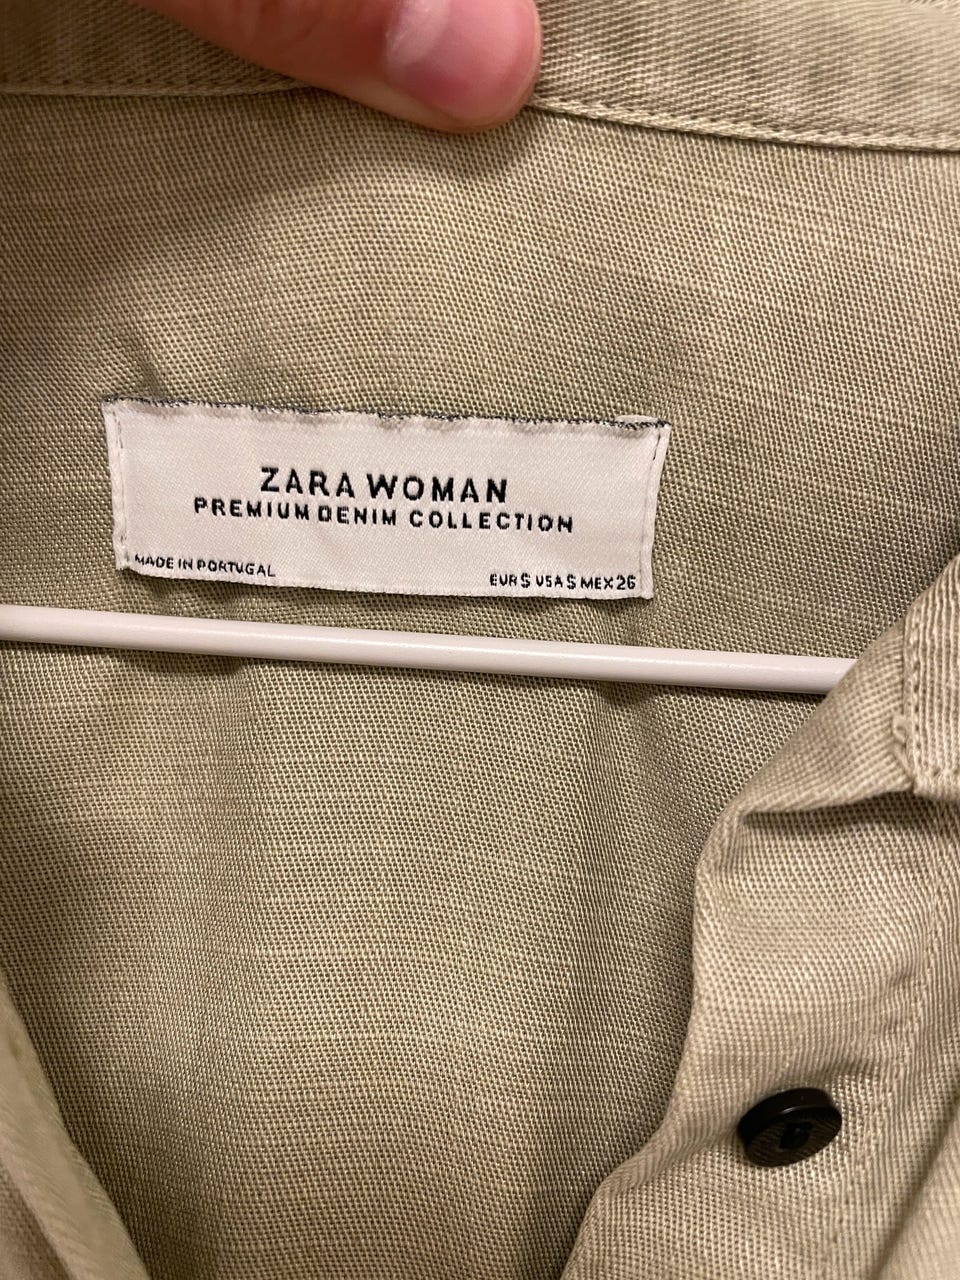 ZARA WOMAN
PREMIUM DENIM COLLECTION
MADE IN PORTUGAL
EUR S USA S MEX 26